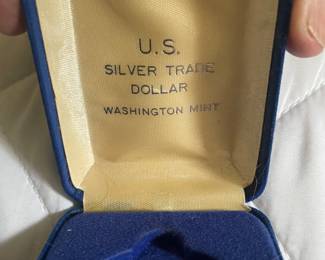 U.S.
SILVER TRADE
DOLLAR
WASHINGTON MINT